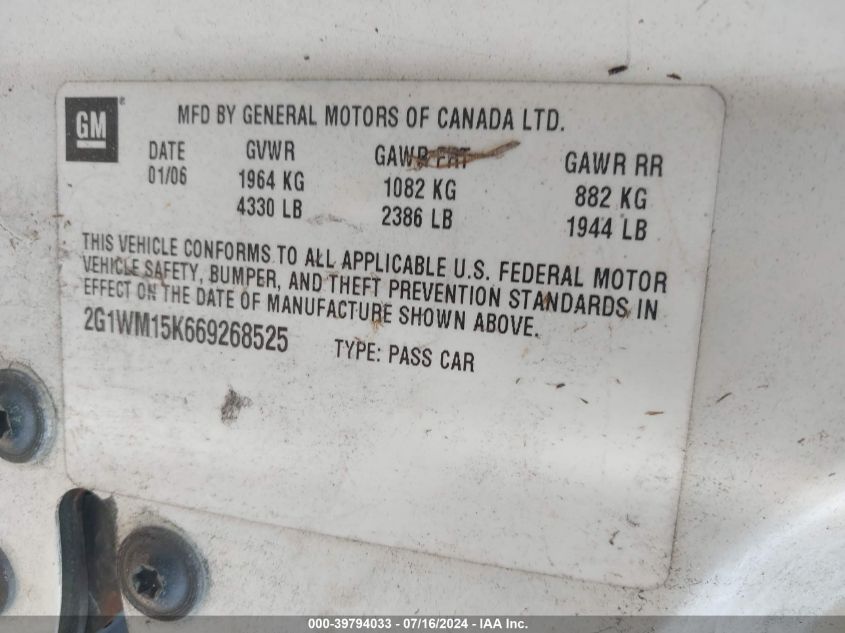 GM ®
MFD BY GENERAL MOTORS OF CANADA LTD.
DATE GVWR GAWR FRT GAWR RR
01/06 1964 KG 1082 KG 882 KG
4330 LB 2386 LB 1944 LB
THIS VEHICLE CONFORMS TO ALL APPLICABLE U.S. FEDERAL MOTOR
VEHICLE SAFETY, BUMPER, AND THEFT PREVENTION STANDARDS IN
EFFECT ON THE DATE OF MANUFACTURE SHOWN ABOVE.
2G1WM15K669268525 TYPE: PASS CAR
000-39794033 - 07/16/2024 - IAA Inc.